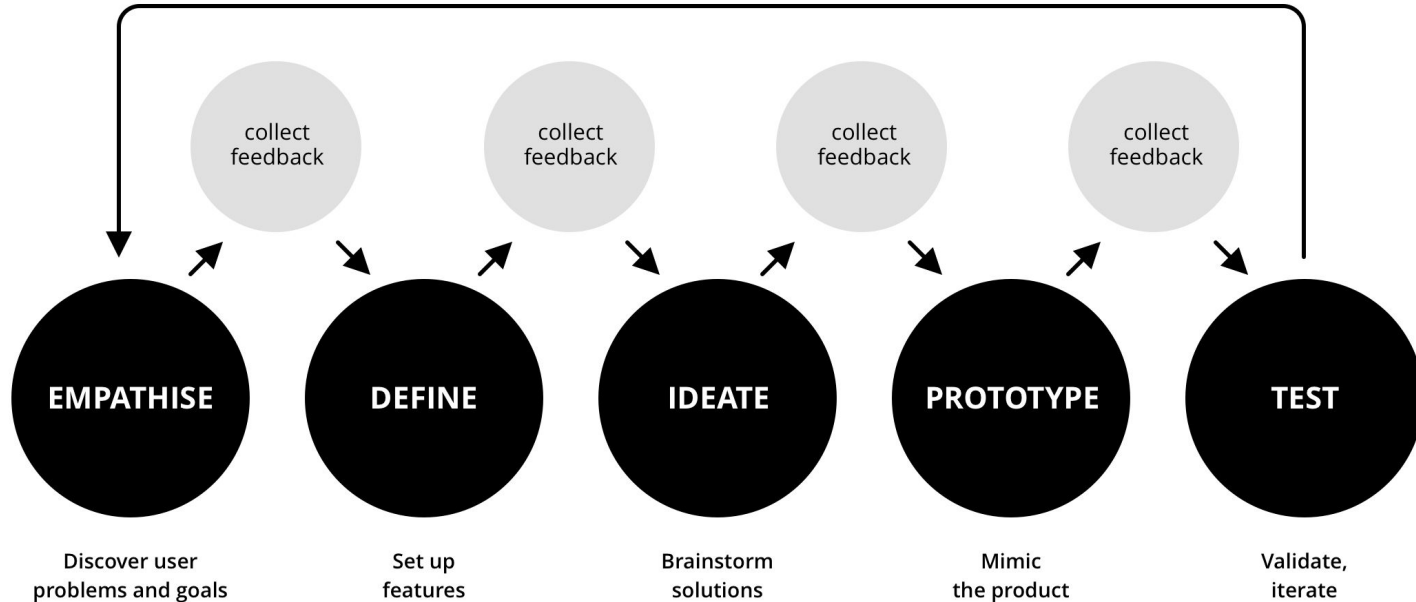 collect
feedback
collect
feedback
collect
feedback
collect
feedback
EMPATHISE
DEFINE
IDEATE
PROTOTYPE
TEST
Discover user
problems and goals
Set up
features
Brainstorm
solutions
Mimic
the product
Validate,
iterate